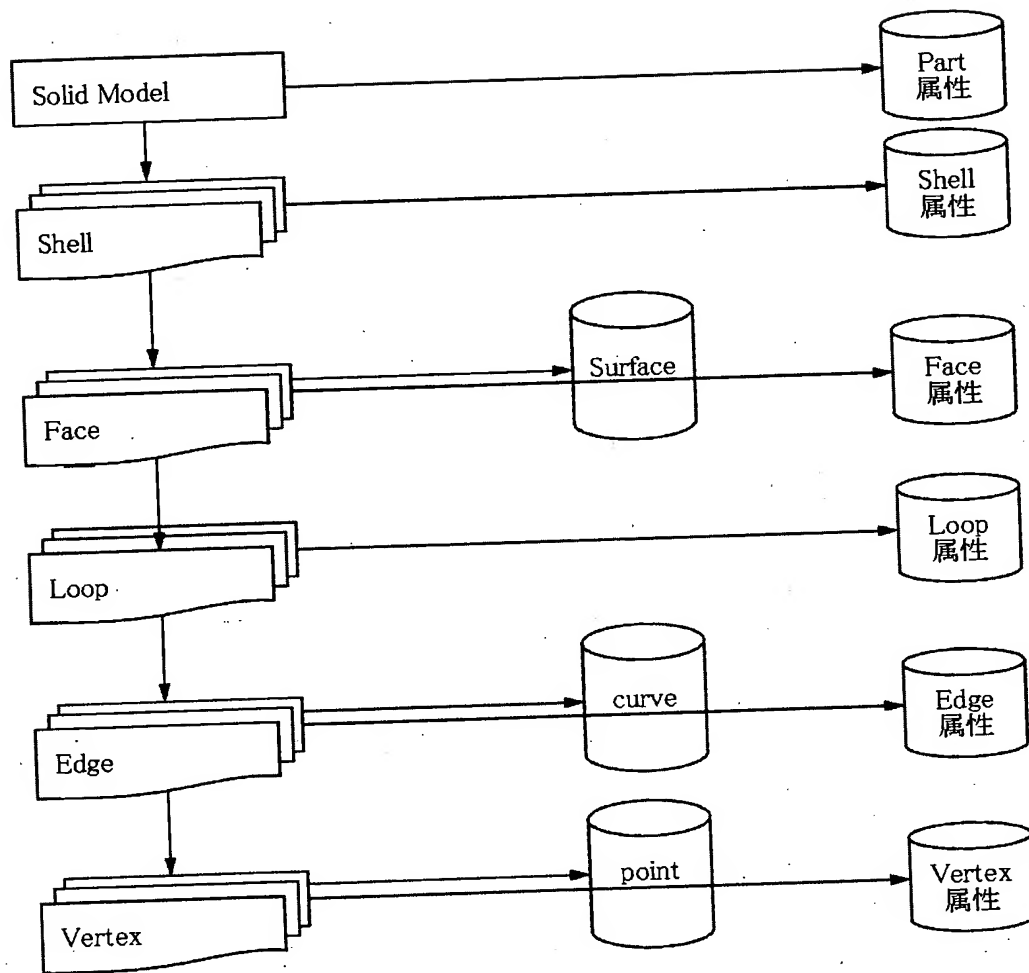 Solid Model
Part
属性
Shell
Shell
属性
Face
Surface
Face
属性
Loop
Loop
属性
Edge
curve
Edge
属性
Vertex
point
Vertex
属性